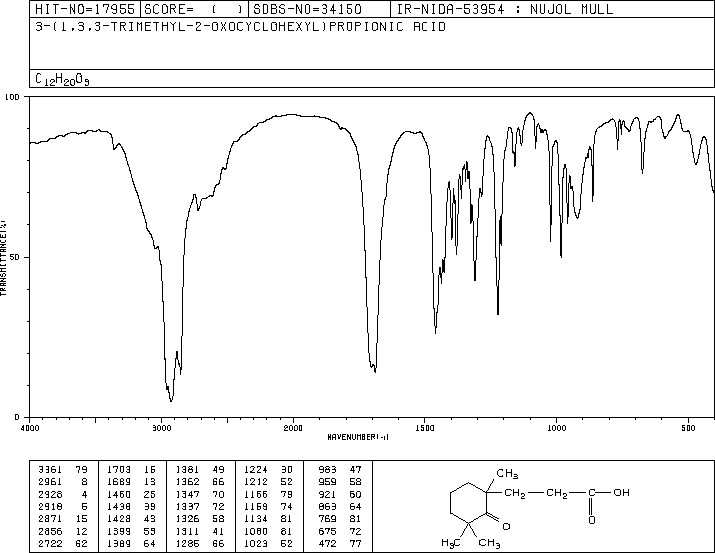 HIT-NO=17955 SCORE= ( ) SDBS-NO=34150 IR-NIDA-53954 : NUJOL MULL
3-(1,3,3-TRIMETHYL-2-OXOCYCLOHEXYL)PROPIONIC ACID
C12H20O3
100
50
0
TRANSMITTANCE(%)
4000 3000 2000 1500 1000 500
WAVENUMBER(-1)
3361 79 1703 16 1381 49 1224 30 983 47
2961 8 1689 13 1362 66 1212 52 959 58
2928 4 1460 25 1347 70 1166 79 921 60
2918 5 1438 39 1337 72 1159 74 863 64
2871 15 1428 43 1326 58 1134 81 769 81
2856 12 1399 53 1311 41 1080 81 675 72
2722 62 1389 64 1286 66 1023 52 472 77
CH3
CH2 CH2 C OH
O O
H3C CH3